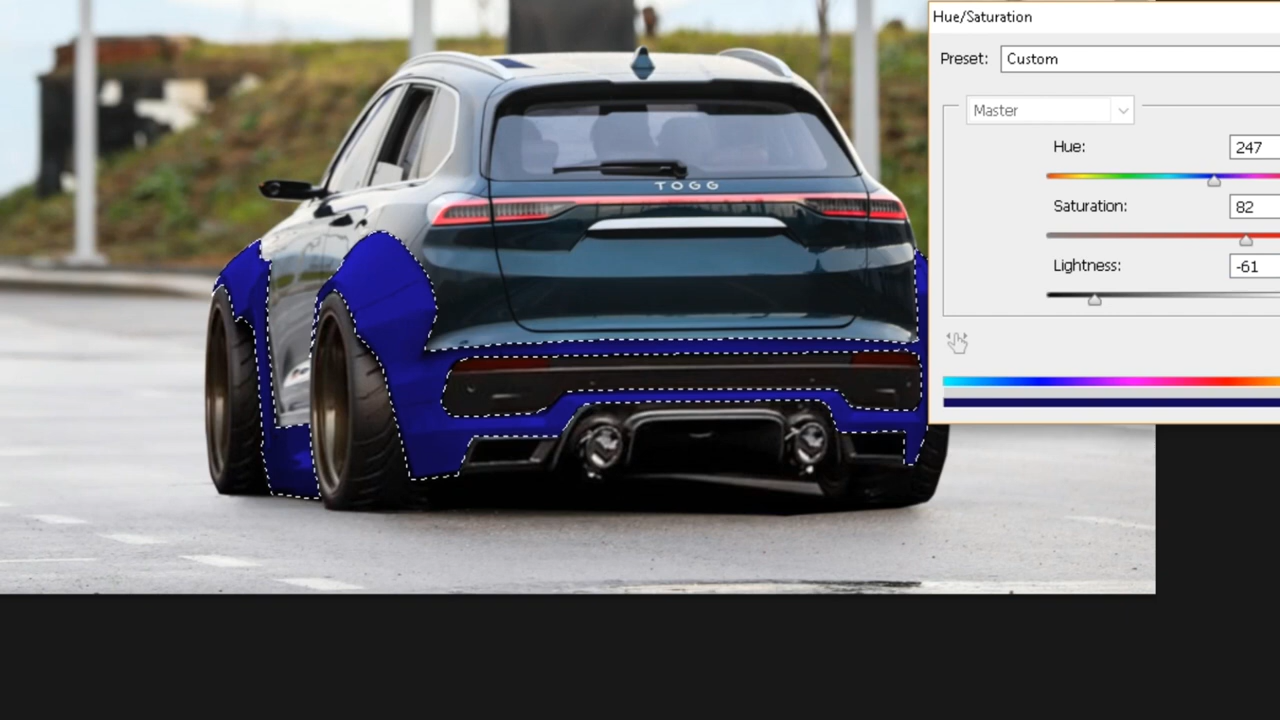 Hue/Saturation
Preset: Custom
Master
Hue: 247
Saturation: 82
Lightness: -61
TOGG